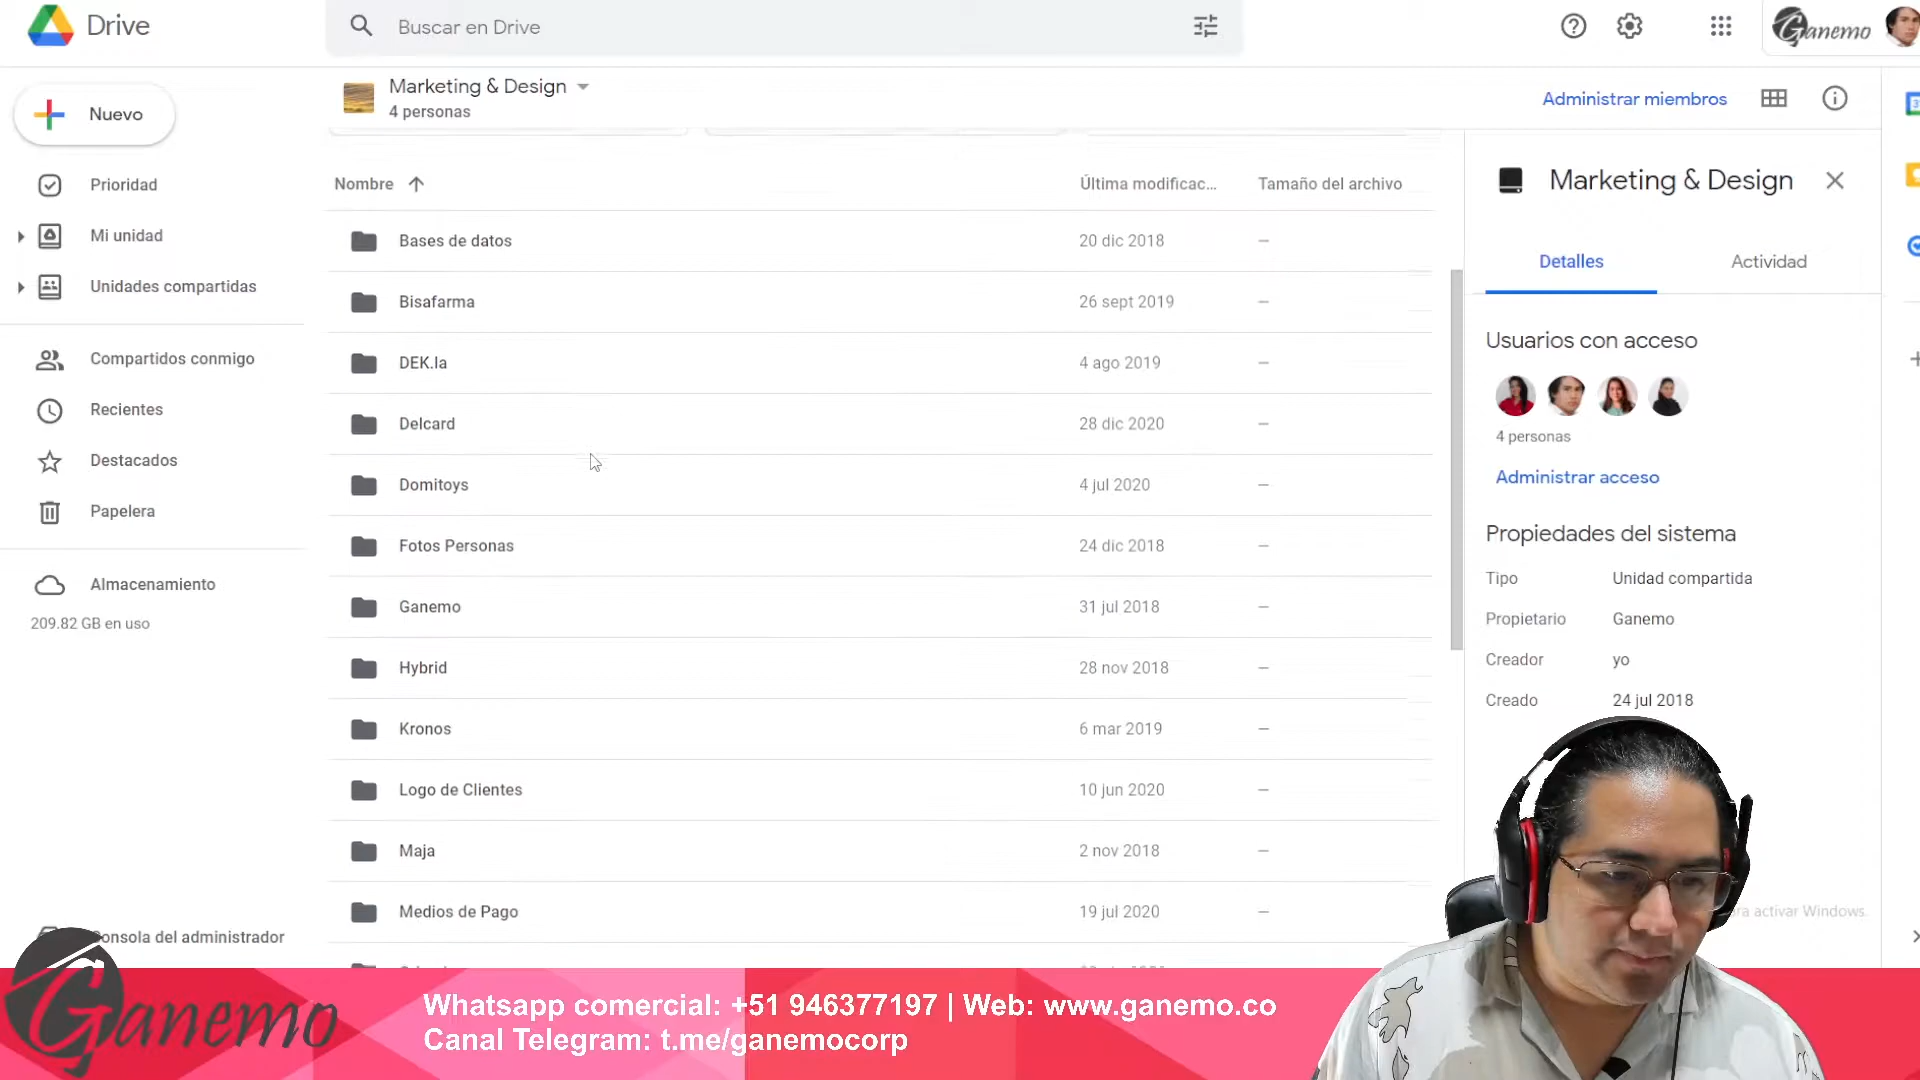 Drive
Buscar en Drive
Ganemo
Nuevo
Marketing & Design
4 personas
Administrar miembros
Prioridad
Mi unidad
Unidades compartidas
Compartidos conmigo
Recientes
Destacados
Papelera
Almacenamiento
209.82 GB en uso
onsola del administrador
Nombre
Última modificac...
Tamaño del archivo
Bases de datos
20 dic 2018
–
Bisafarma
26 sept 2019
–
DEK.la
4 ago 2019
–
Delcard
28 dic 2020
–
Domitoys
4 jul 2020
–
Fotos Personas
24 dic 2018
–
Ganemo
31 jul 2018
–
Hybrid
28 nov 2018
–
Kronos
6 mar 2019
–
Logo de Clientes
10 jun 2020
–
Maja
2 nov 2018
–
Medios de Pago
19 jul 2020
–
Marketing & Design
Detalles
Actividad
Usuarios con acceso
4 personas
Administrar acceso
Propiedades del sistema
Tipo
Unidad compartida
Propietario
Ganemo
Creador
yo
Creado
24 jul 2018
ra activar Windows.
Ganemo
Whatsapp comercial: +51 946377197 | Web: www.ganemo.co
Canal Telegram: t.me/ganemocorp